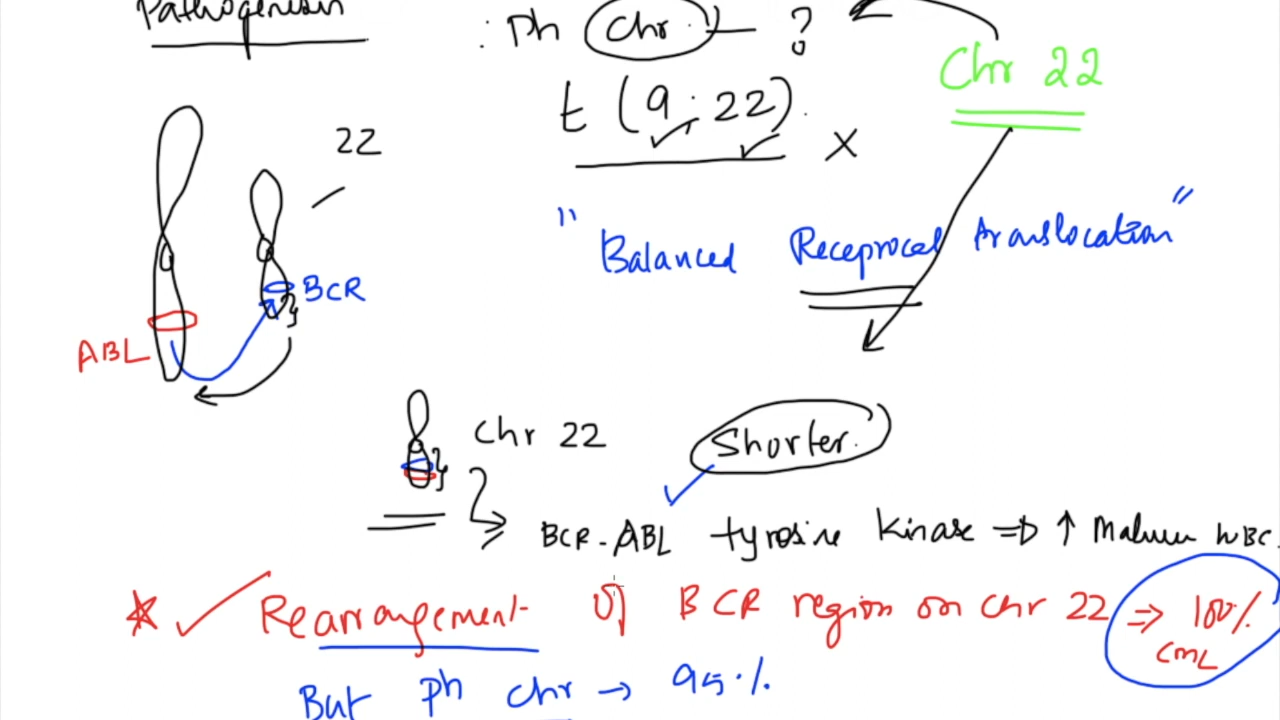 Pathogenesis
: Ph Chr. — ?
Chr 22
t (9; 22).
x
22
" Balanced Reciprocal translocation "
BCR
ABL
Chr 22
Shorter.
BCR-ABL tyrosine kinase ⇒ ↑ Mature WBC.
* ✓ Rearrangement of BCR region on chr 22 ⇒ 100%
CML
But Ph chr → 95%